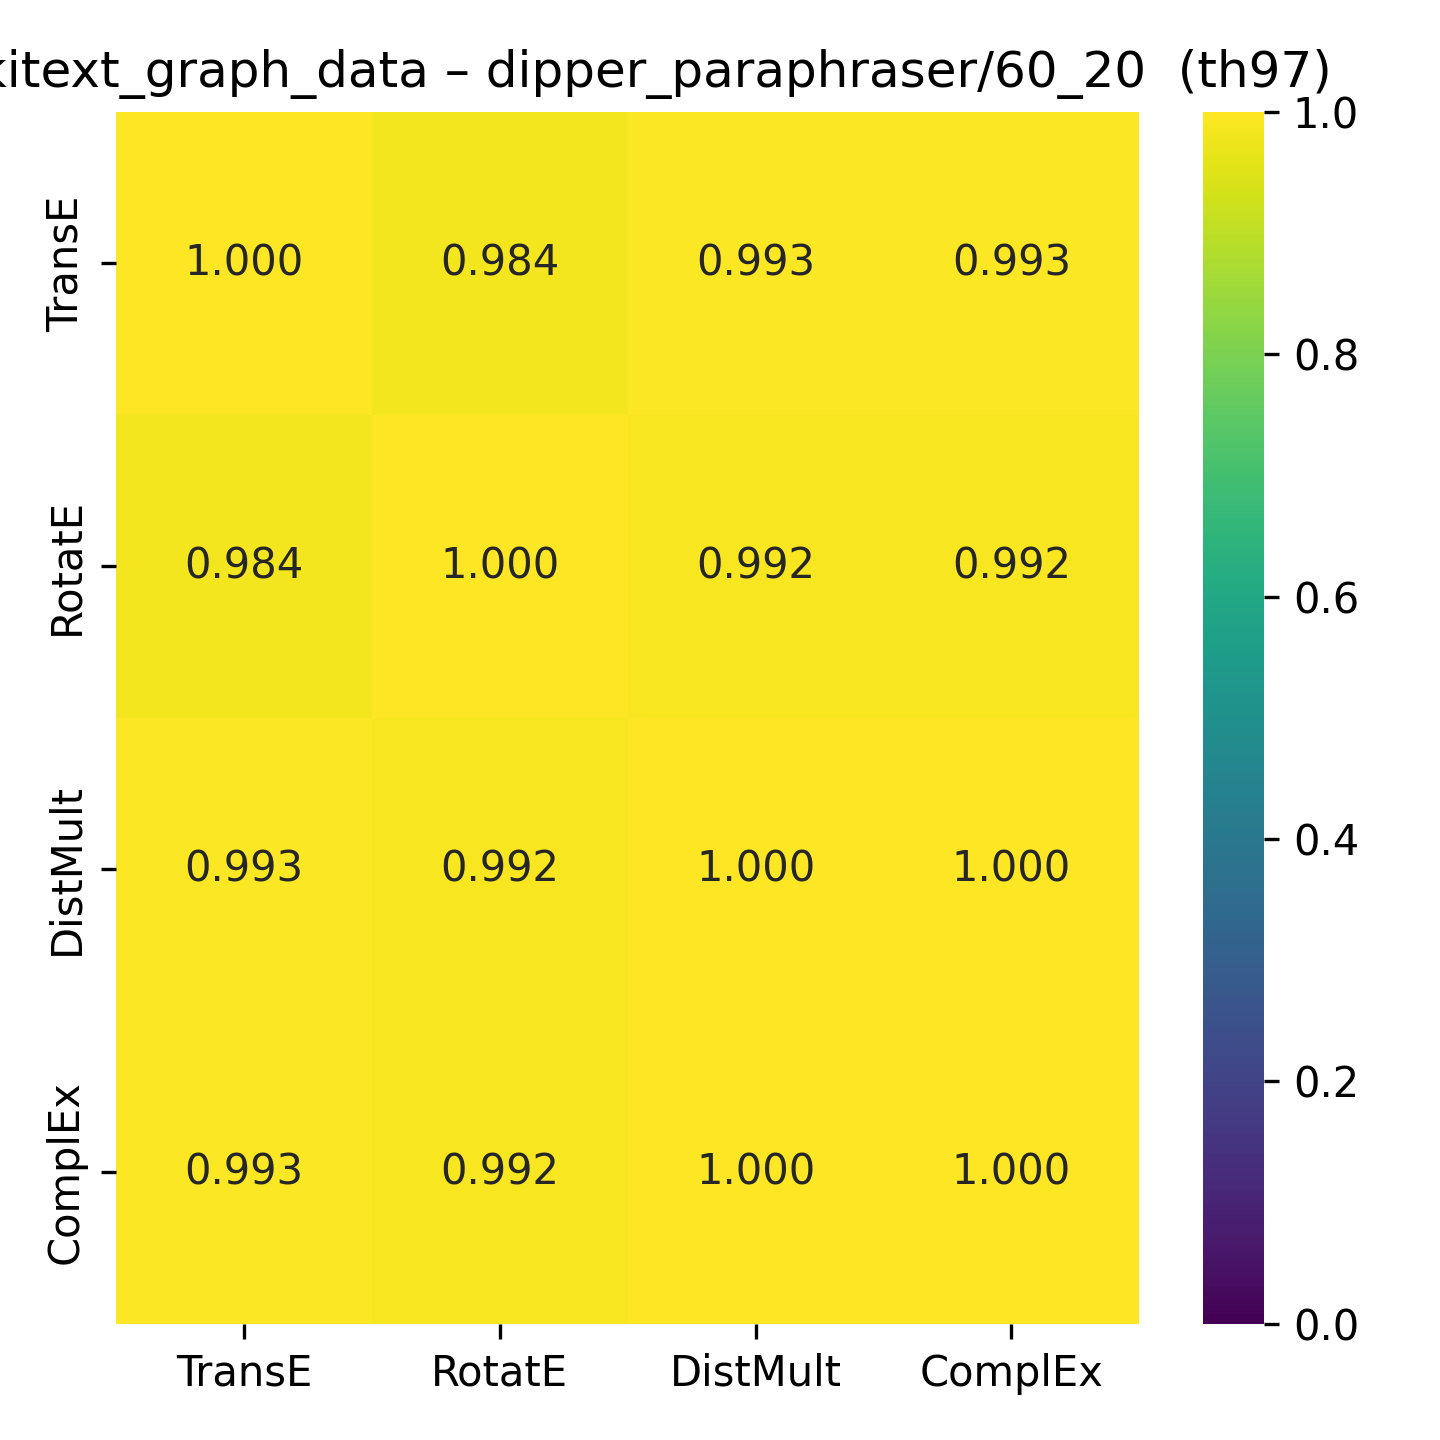 kitext_graph_data – dipper_paraphraser/60_20 (th97)
1.0
TransE 1.000 0.984 0.993 0.993
0.8
RotatE 0.984 1.000 0.992 0.992
0.6
0.4
DistMult 0.993 0.992 1.000 1.000
0.2
ComplEx 0.993 0.992 1.000 1.000
0.0
TransE RotatE DistMult ComplEx